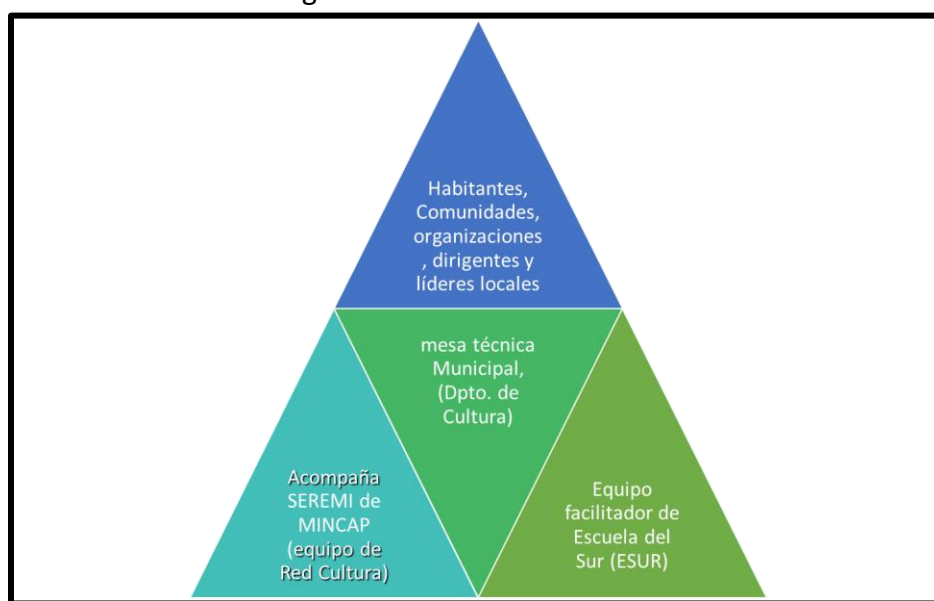 Habitantes,
Comunidades,
organizaciones
, dirigentes y
líderes locales
mesa técnica
Municipal,
(Dpto. de
Cultura)
Acompaña
SEREMI de
MINCAP
(equipo de
Red Cultura)
Equipo
facilitador de
Escuela del
Sur (ESUR)